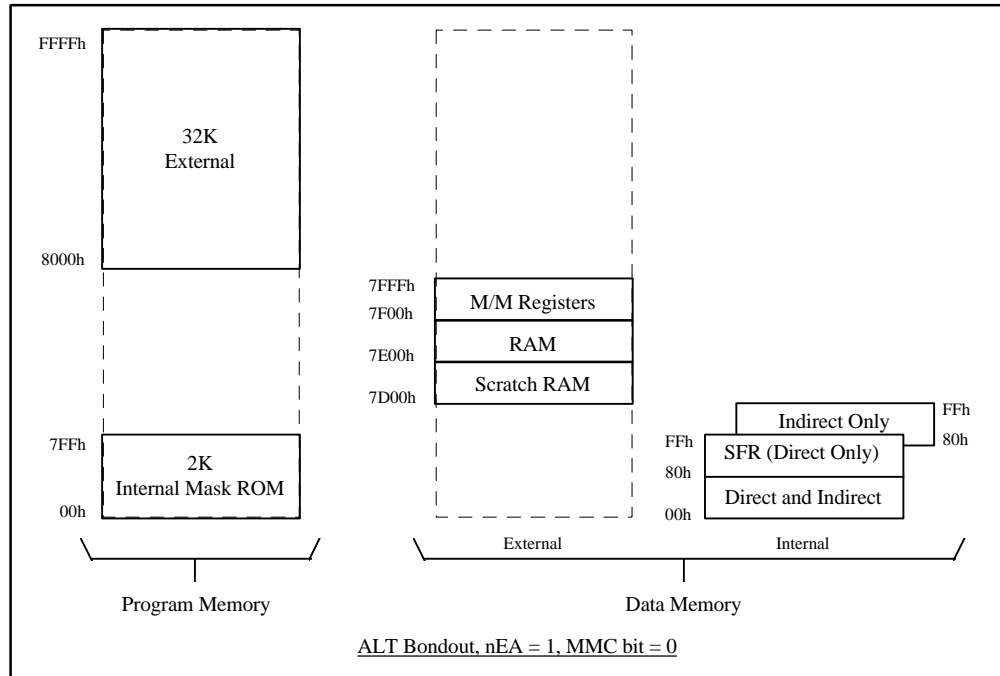 FFFFh
32K
External
8000h
7FFh
2K
Internal Mask ROM
00h
7FFFh
M/M Registers
7F00h
RAM
7E00h
Scratch RAM
7D00h
Indirect Only
FFh
80h
FFh
SFR (Direct Only)
80h
Direct and Indirect
00h
External
Internal
Program Memory
Data Memory
ALT Bondout, nEA = 1, MMC bit = 0